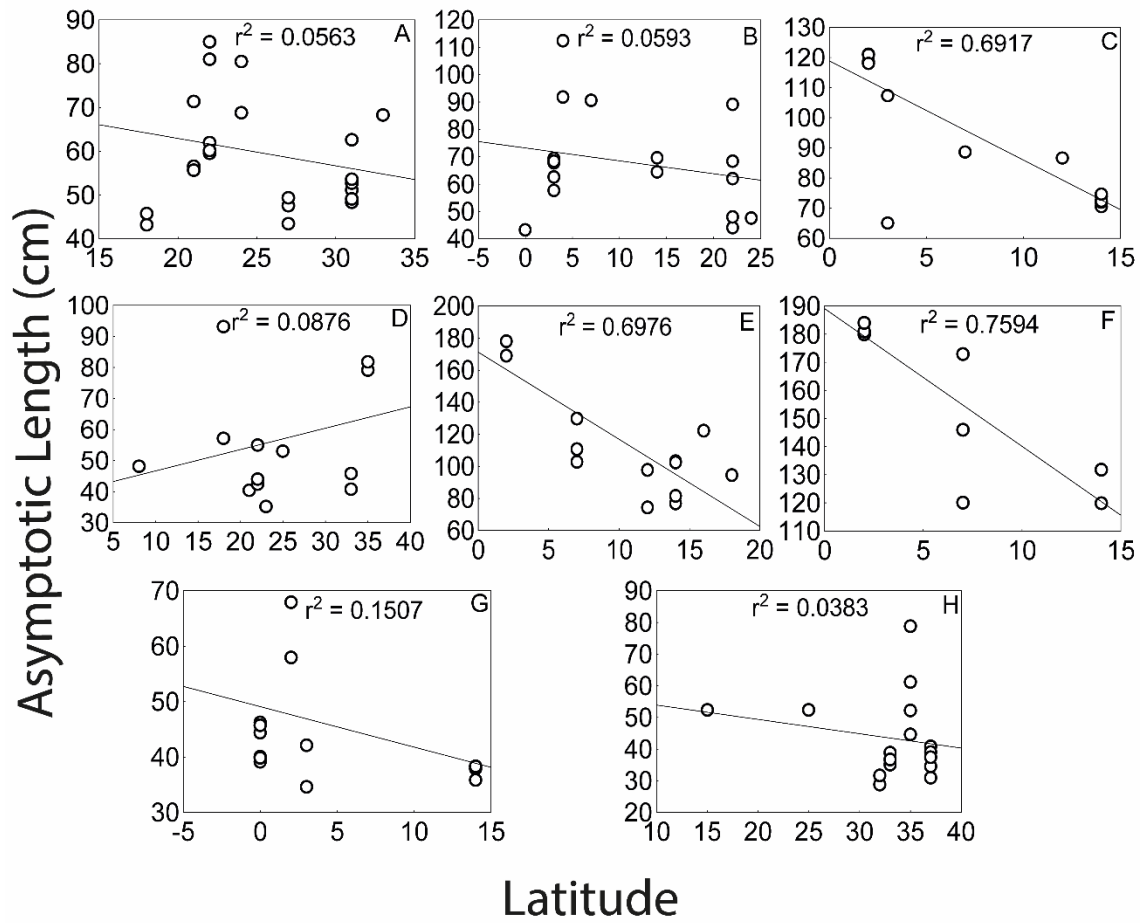 Asymptotic Length (cm)
r² = 0.0563
A
90
80
70
60
50
40
15 20 25 30 35
r² = 0.0593
B
120
110
100
90
80
70
60
50
40
-5 0 5 10 15 20 25
r² = 0.6917
C
130
120
110
100
90
80
70
60
0 5 10 15
r² = 0.0876
D
100
90
80
70
60
50
40
30
5 10 15 20 25 30 35 40
r² = 0.6976
E
200
180
160
140
120
100
80
60
0 5 10 15 20
r² = 0.7594
F
190
180
170
160
150
140
130
120
110
0 5 10 15
r² = 0.1507
G
70
60
50
40
30
-5 0 5 10 15
r² = 0.0383
H
90
80
70
60
50
40
30
20
10 15 20 25 30 35 40
Latitude